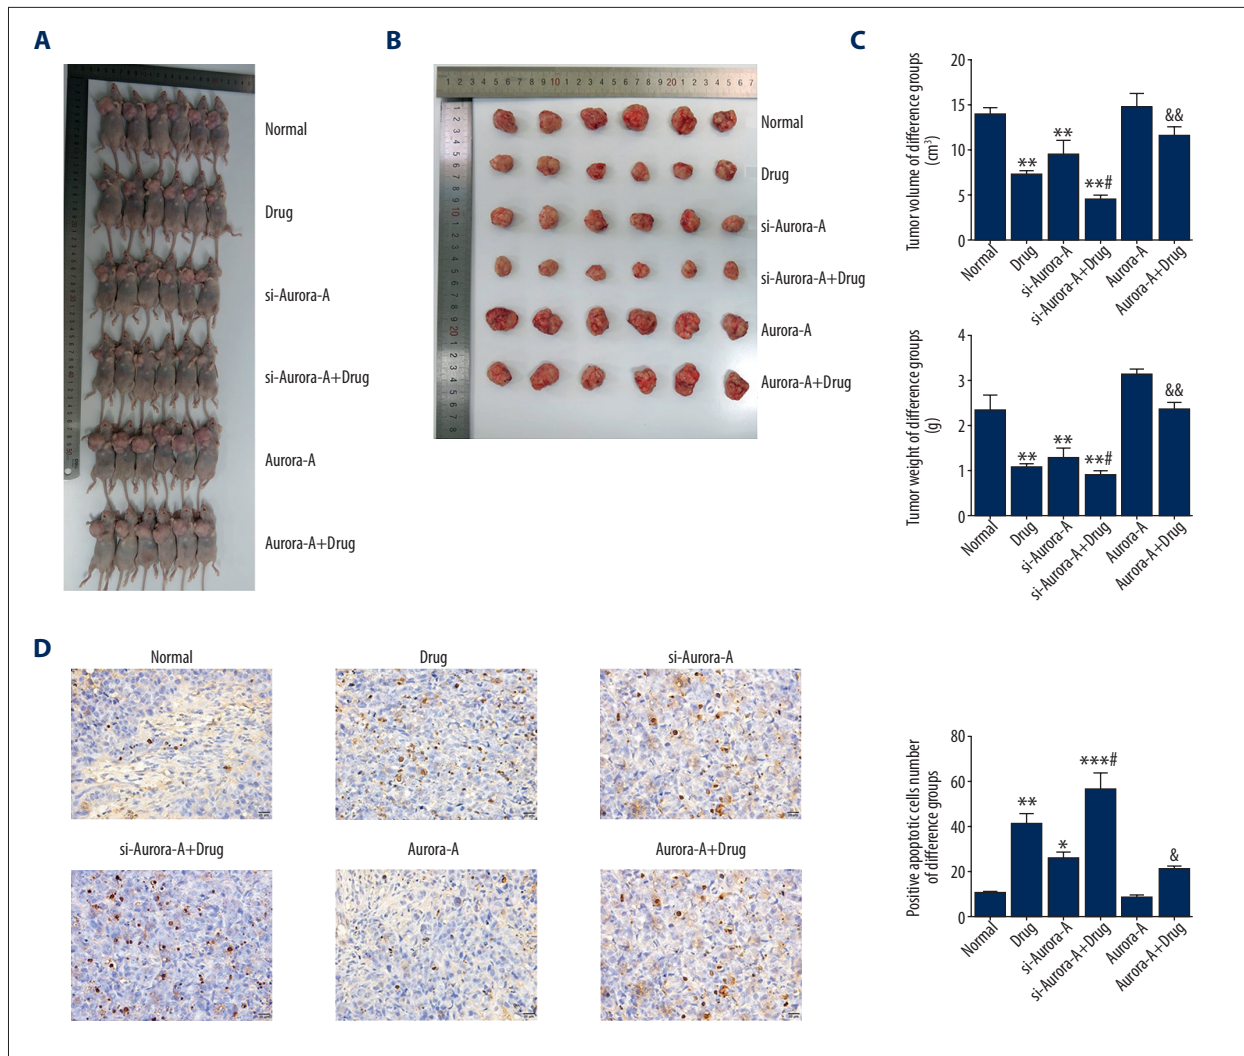 A
Normal
Drug
si-Aurora-A
si-Aurora-A+Drug
Aurora-A
Aurora-A+Drug
B
Normal
Drug
si-Aurora-A
si-Aurora-A+Drug
Aurora-A
Aurora-A+Drug
C
Tumor volume of difference groups
(cm³)
20
15
10
5
0
**
**
**#
&&
Normal
Drug
si-Aurora-A
si-Aurora-A+Drug
Aurora-A
Aurora-A+Drug
Tumor weight of difference groups
(g)
4
3
2
1
0
**
**
**#
&&
Normal
Drug
si-Aurora-A
si-Aurora-A+Drug
Aurora-A
Aurora-A+Drug
D
Normal
Drug
si-Aurora-A
si-Aurora-A+Drug
Aurora-A
Aurora-A+Drug
Positive apoptotic cells number
of difference groups
80
60
40
20
0
**
*
***#
&
Normal
Drug
si-Aurora-A
si-Aurora-A+Drug
Aurora-A
Aurora-A+Drug